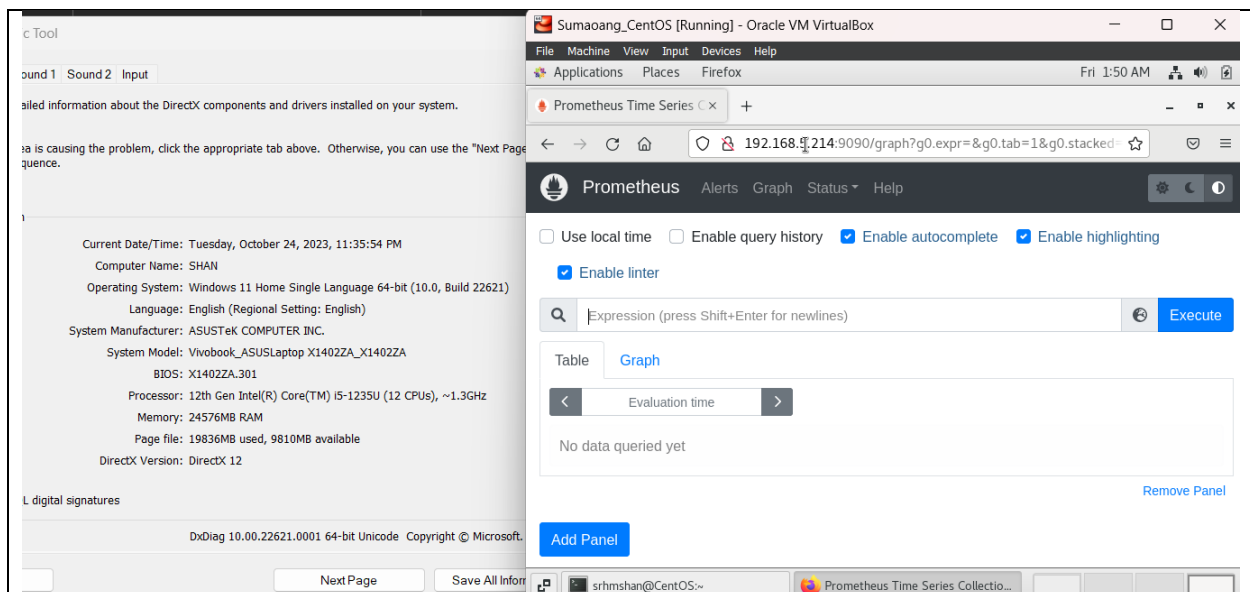 c Tool
ound 1 Sound 2 Input
ailed information about the DirectX components and drivers installed on your system.
ea is causing the problem, click the appropriate tab above. Otherwise, you can use the "Next Page
quence.
Current Date/Time: Tuesday, October 24, 2023, 11:35:54 PM
Computer Name: SHAN
Operating System: Windows 11 Home Single Language 64-bit (10.0, Build 22621)
Language: English (Regional Setting: English)
System Manufacturer: ASUSTeK COMPUTER INC.
System Model: Vivobook_ASUSLaptop X1402ZA_X1402ZA
BIOS: X1402ZA.301
Processor: 12th Gen Intel(R) Core(TM) i5-1235U (12 CPUs), ~1.3GHz
Memory: 24576MB RAM
Page file: 19836MB used, 9810MB available
DirectX Version: DirectX 12
L digital signatures
DxDiag 10.00.22621.0001 64-bit Unicode Copyright © Microsoft.
Next Page Save All Inforr
Sumaoang_CentOS [Running] - Oracle VM VirtualBox
File Machine View Input Devices Help
Applications Places Firefox Fri 1:50 AM
Prometheus Time Series C
:9090/graph?g0.expr=&g0.tab=1&g0.stacked=
Prometheus Alerts Graph Status Help
Use local time Enable query history Enable autocomplete Enable highlighting
Enable linter
Expression (press Shift+Enter for newlines) Execute
Table Graph
Evaluation time
No data queried yet
Remove Panel
Add Panel
srhmshan@CentOS:~ Prometheus Time Series Collectio...